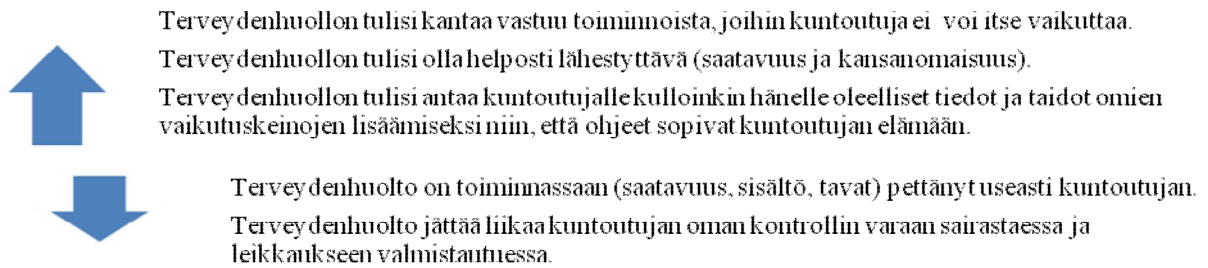 Terveydenhuollon tulisi kantaa vastuu toiminnoista, joihin kuntoutuja ei voi itse vaikuttaa.
Terveydenhuollon tulisi olla helposti lähestyttävä (saatavuus ja kansanomaisuus).
Terveydenhuollon tulisi antaa kuntoutujalle kulloinkin hänelle oleelliset tiedot ja taidot omien
vaikutuskeinojen lisäämiseksi niin, että ohjeet sopivat kuntoutujan elämään.
Terveydenhuolto on toiminnassaan (saatavuus, sisältö, tavat) pettänyt useasti kuntoutujan.
Terveydenhuolto jättää liikaa kuntoutujan oman kontrollin varaan sairastaessa ja
leikkaukseen valmistautuessa.